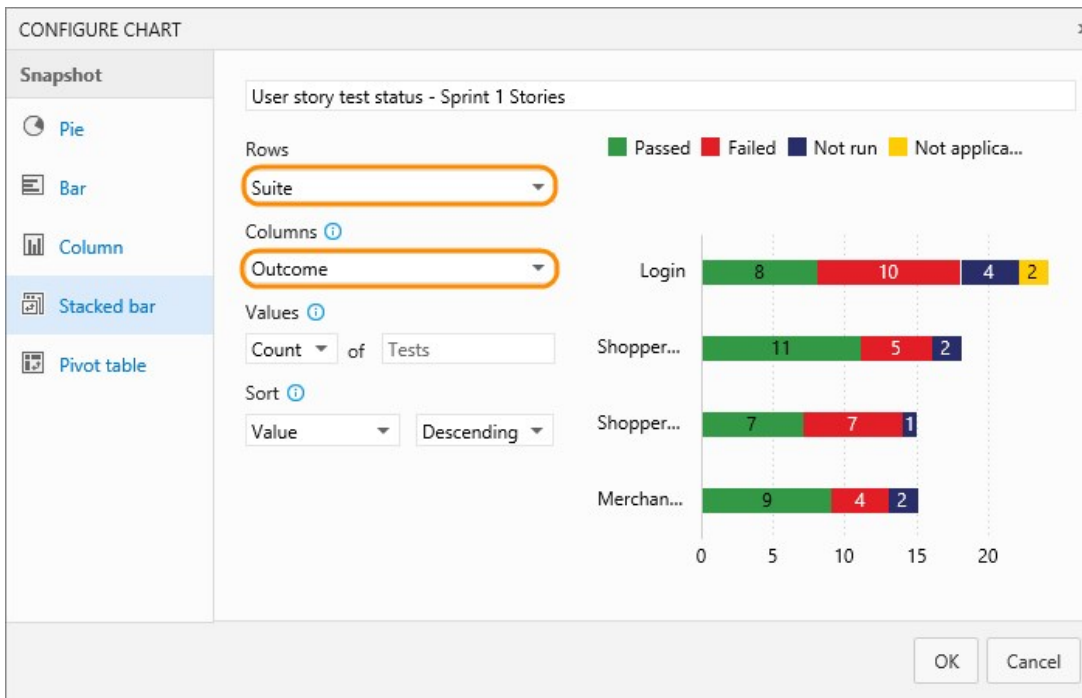 CONFIGURE CHART
Snapshot
Pie
Bar
Column
Stacked bar
Pivot table
User story test status - Sprint 1 Stories
Rows
Suite
Columns
Outcome
Values
Count of Tests
Sort
Value Descending
Passed Failed Not run Not applica...
Login 8 10 4 2
Shopper... 11 5 2
Shopper... 7 7 1
Merchan... 9 4 2
0 5 10 15 20
OK Cancel